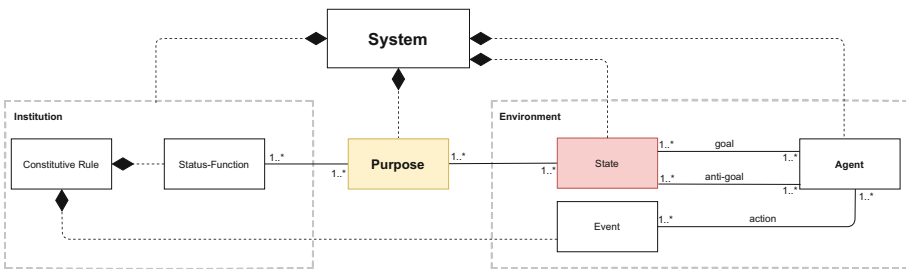 System
Institution
Environment
Constitutive Rule
Status-Function
1..*
1..*
Purpose
1..*
1..*
State
1..*
goal
1..*
1..*
anti-goal
1..*
Agent
Event
1..*
action
1..*